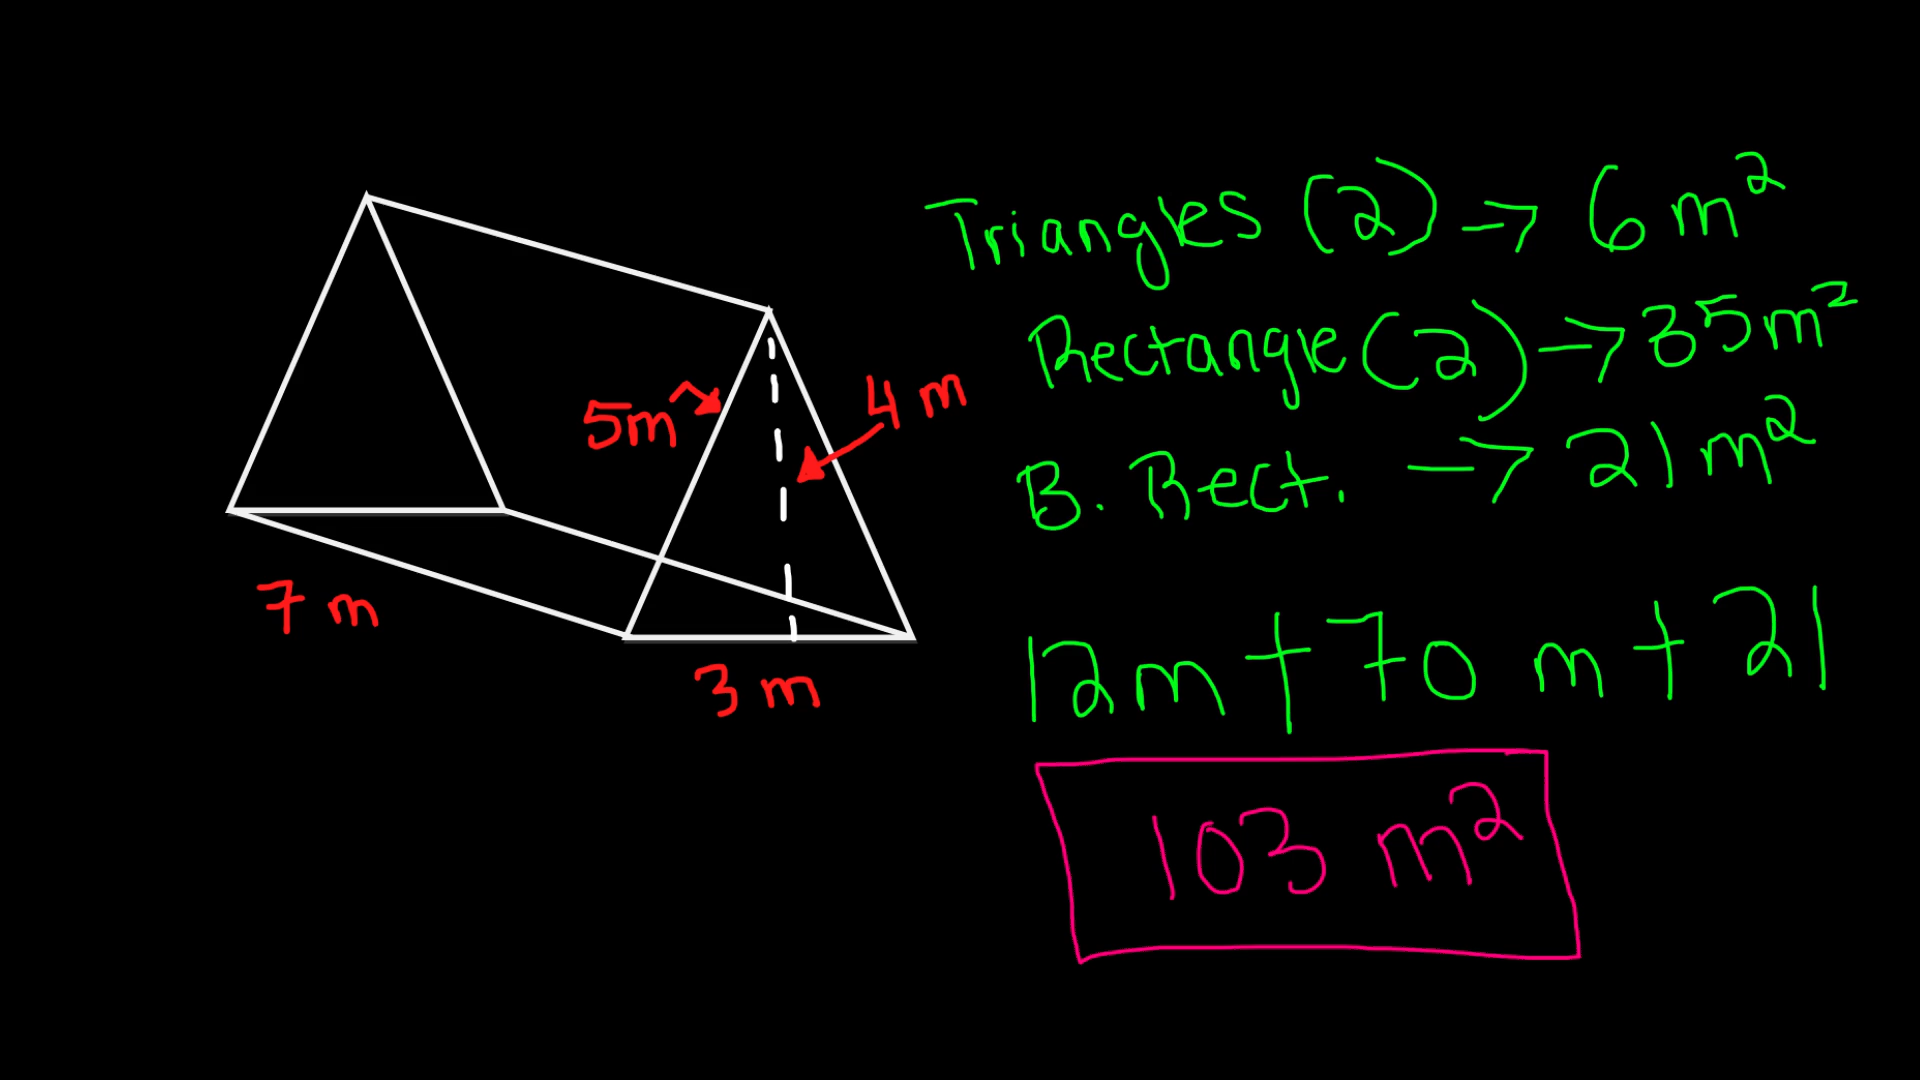 Triangles (2) → 6 m²
Rectangle (2) → 35 m²
B. Rect. → 21 m²
5m
4 m
7 m
3 m
12m + 70 m + 21
103 m²